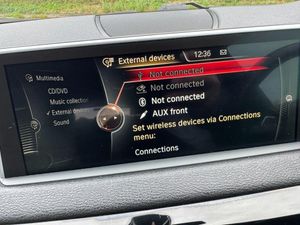 External devices 12:36
Multimedia
CD/DVD
Music collection
External devices
Sound
Not connected
Not connected
Not connected
AUX front
Set wireless devices via Connections
menu:
Connections